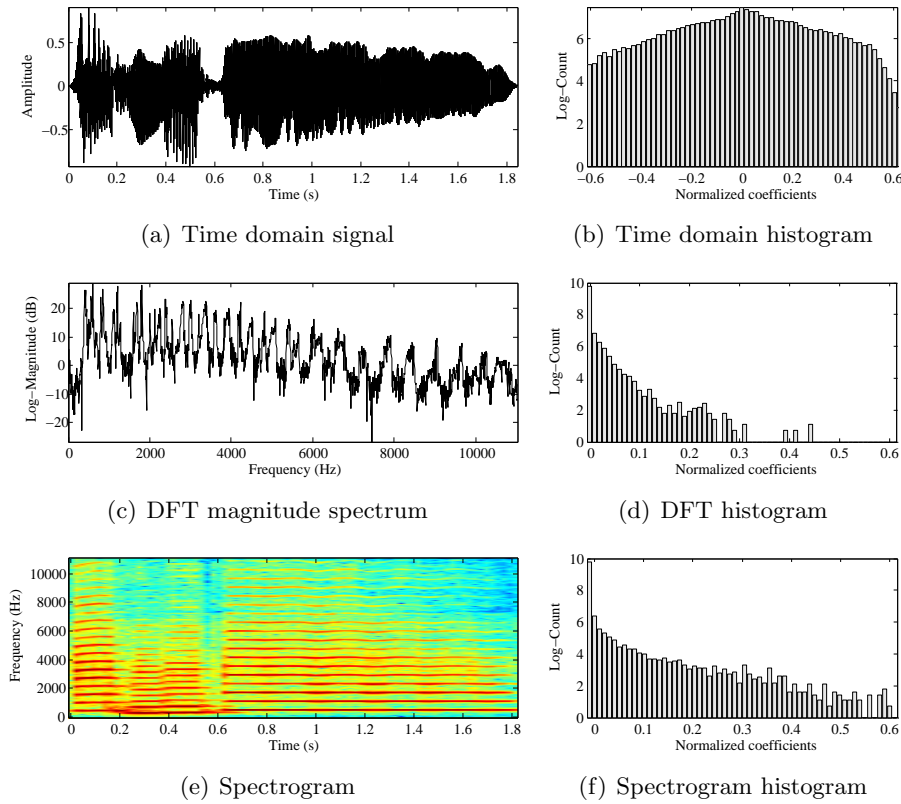 0.5
0
−0.5
Amplitude
0 0.2 0.4 0.6 0.8 1 1.2 1.4 1.6 1.8
Time (s)
(a) Time domain signal
6
4
2
0
Log−Count
−0.6 −0.4 −0.2 0 0.2 0.4 0.6
Normalized coefficients
(b) Time domain histogram
20
10
0
−10
−20
Log−Magnitude (dB)
0 2000 4000 6000 8000 10000
Frequency (Hz)
(c) DFT magnitude spectrum
10
8
6
4
2
0
Log−Count
0 0.1 0.2 0.3 0.4 0.5 0.6
Normalized coefficients
(d) DFT histogram
10000
8000
6000
4000
2000
0
Frequency (Hz)
0 0.2 0.4 0.6 0.8 1 1.2 1.4 1.6 1.8
Time (s)
(e) Spectrogram
10
8
6
4
2
0
Log−Count
0 0.1 0.2 0.3 0.4 0.5 0.6
Normalized coefficients
(f) Spectrogram histogram